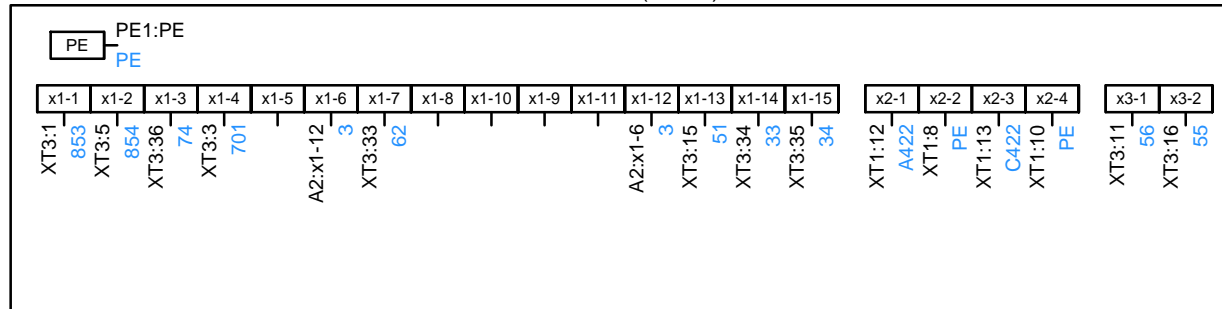 PE1:PE
PE
PE
x1-1 x1-2 x1-3 x1-4 x1-5 x1-6 x1-7 x1-8 x1-10 x1-9 x1-11 x1-12 x1-13 x1-14 x1-15 x2-1 x2-2 x2-3 x2-4 x3-1 x3-2
XT3:1
853
XT3:5
854
XT3:36
74
XT3:3
701
A2:x1-12
3
XT3:33
62
A2:x1-6
3
XT3:15
51
XT3:34
33
XT3:35
34
XT1:12
A422
XT1:8
PE
XT1:13
C422
XT1:10
PE
XT3:11
56
XT3:16
55